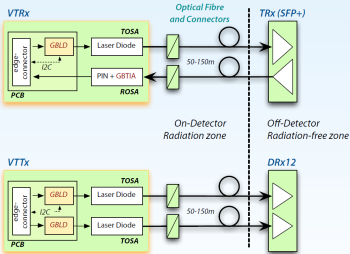 VTRx
TOSA
Optical Fibre
and Connectors
TRx (SFP+)
edge-
connector
GBLD
Laser Diode
I2C
PIN + GBTIA
50-150m
PCB
ROSA
On-Detector
Radiation zone
Off-Detector
Radiation-free zone
VTTx
TOSA
DRx12
edge-
connector
GBLD
Laser Diode
I2C
50-150m
GBLD
Laser Diode
PCB
TOSA